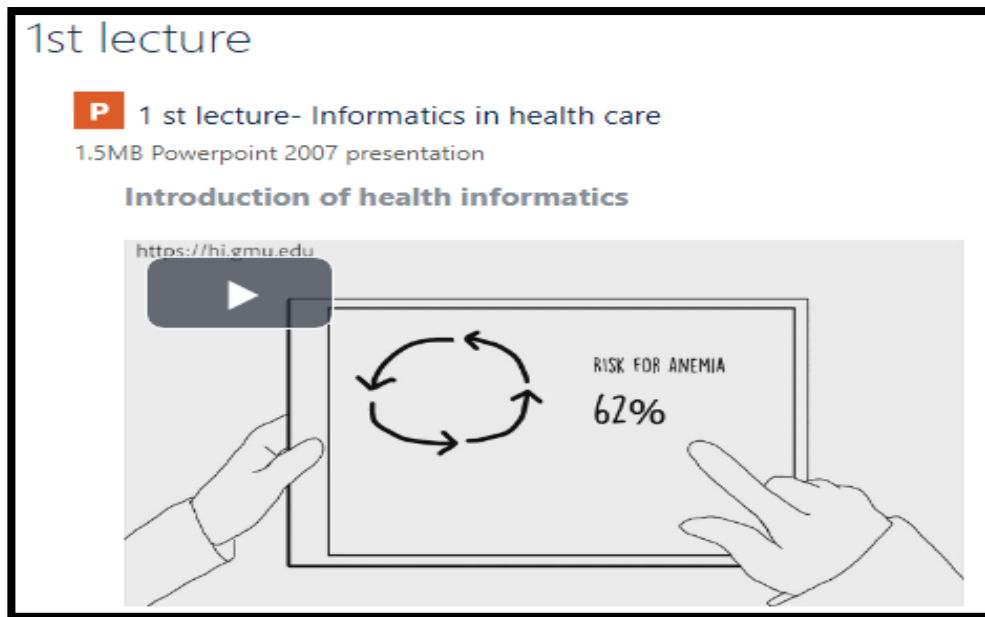 1st lecture
P 1 st lecture- Informatics in health care
1.5MB Powerpoint 2007 presentation
Introduction of health informatics
https://hi.gmu.edu
RISK FOR ANEMIA
62%